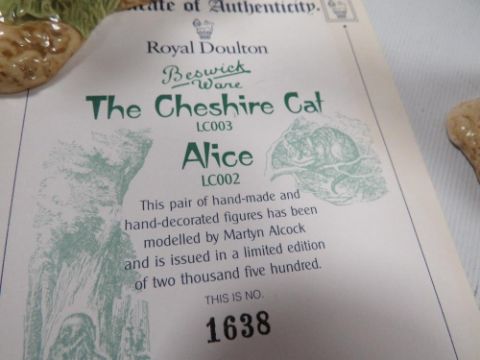 of Authenticity.
Royal Doulton
Beswick
Ware
The Cheshire Cat
LC003
Alice
LC002
This pair of hand-made and
hand-decorated figures has been
modelled by Martyn Alcock
and is issued in a limited edition
of two thousand five hundred.
THIS IS NO.
1638